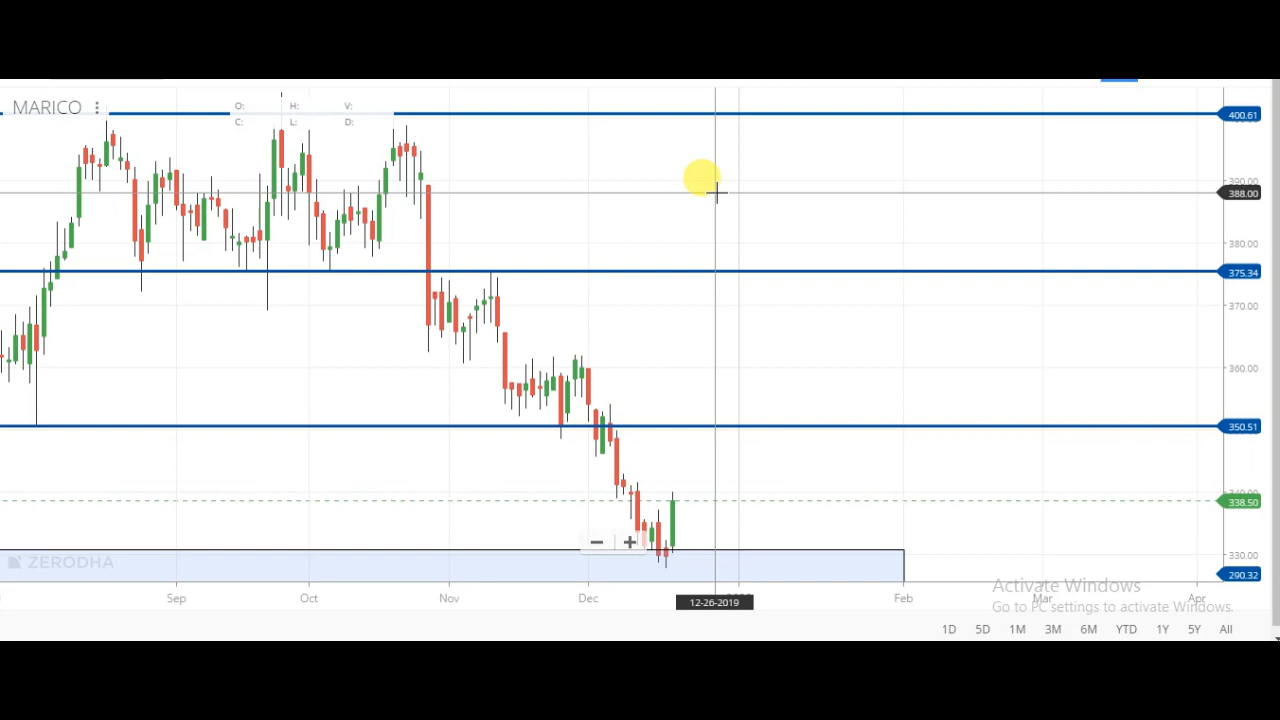 MARICO
O: H: V:
C: L: D:
400.61
388.00
380.00
375.34
370.00
360.00
350.51
338.50
330.00
290.32
ZERODHA
Sep Oct Nov Dec Feb Mar Apr
12-26-2019
Activate Windows
Go to PC settings to activate Windows.
1D 5D 1M 3M 6M YTD 1Y 5Y All